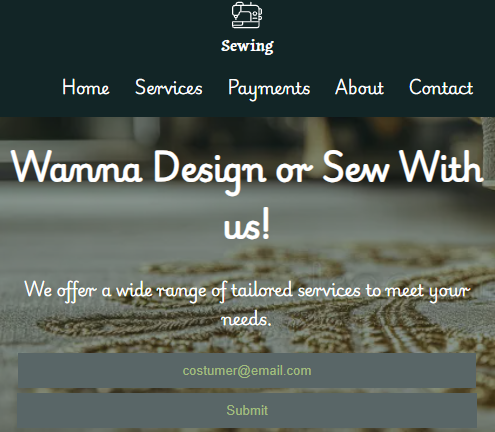 Sewing
Home Services Payments About Contact
Wanna Design or Sew With
us!
We offer a wide range of tailored services to meet your
needs.
costumer@email.com
Submit